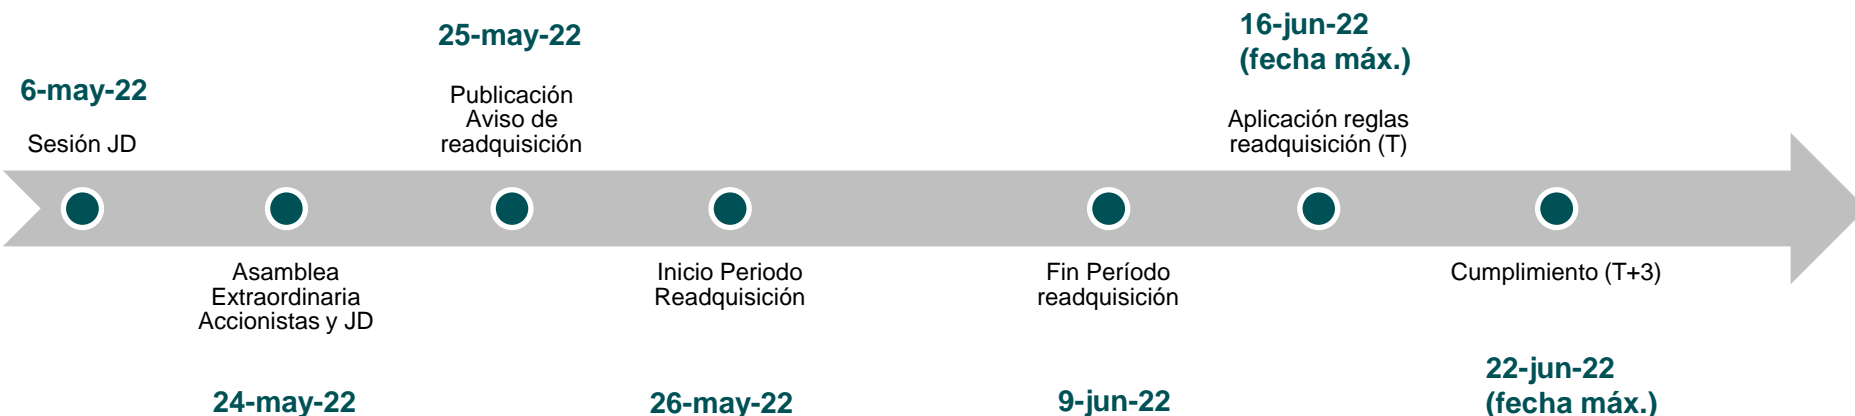 6-may-22
Sesión JD
Asamblea
Extraordinaria
Accionistas y JD
24-may-22
25-may-22
Publicación
Aviso de
readquisición
Inicio Periodo
Readquisición
26-may-22
Fin Período
readquisición
9-jun-22
16-jun-22
(fecha máx.)
Aplicación reglas
readquisición (T)
Cumplimiento (T+3)
22-jun-22
(fecha máx.)